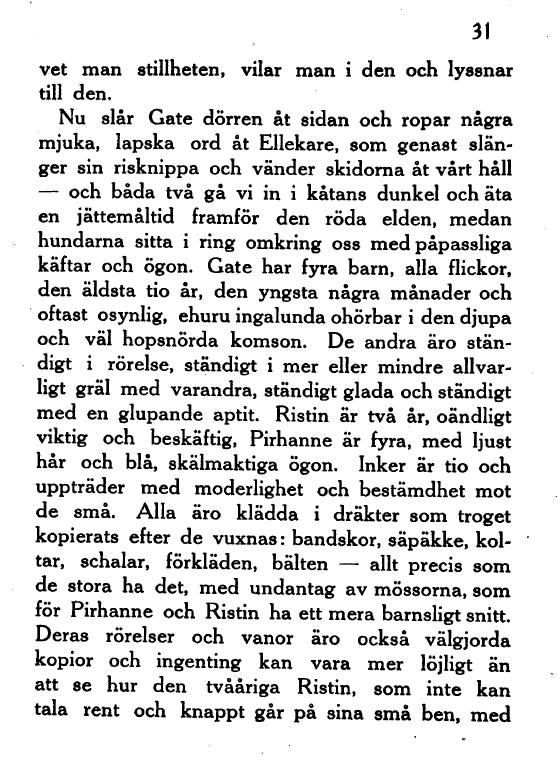 31
vet man stillheten, vilar man i den och lyssnar
till den.
Nu slår Gate dörren åt sidan och ropar några
mjuka, lapska ord åt Ellekare, som genast slän-
ger sin risknippa och vänder skidorna åt vårt håll
— och båda två gå vi in i kåtans dunkel och äta
en jättemåltid framför den röda elden, medan
hundarna sitta i ring omkring oss med påpassliga
käftar och ögon. Gate har fyra barn, alla flickor,
den äldsta tio år, den yngsta några månader och
oftast osynlig, ehuru ingalunda ohörbar i den djupa
och väl hopsnörda komson. De andra äro stän-
digt i rörelse, ständigt i mer eller mindre allvar-
ligt gräl med varandra, ständigt glada och ständigt
med en glupande aptit. Ristin är två år, oändligt
viktig och beskäftig, Pirhanne är fyra, med ljust
hår och blå, skälmaktiga ögon. Inker är tio och
uppträder med moderlighet och bestämdhet mot
de små. Alla äro klädda i dräkter som troget
kopierats efter de vuxnas: bandskor, säpäkke, kol-
tar, schalar, förkläden, bälten — allt precis som
de stora ha det, med undantag av mössorna, som
för Pirhanne och Ristin ha ett mera barnsligt snitt.
Deras rörelser och vanor äro också välgjorda
kopior och ingenting kan vara mer löjligt än
att se hur den tvååriga Ristin, som inte kan
tala rent och knappt går på sina små ben, med